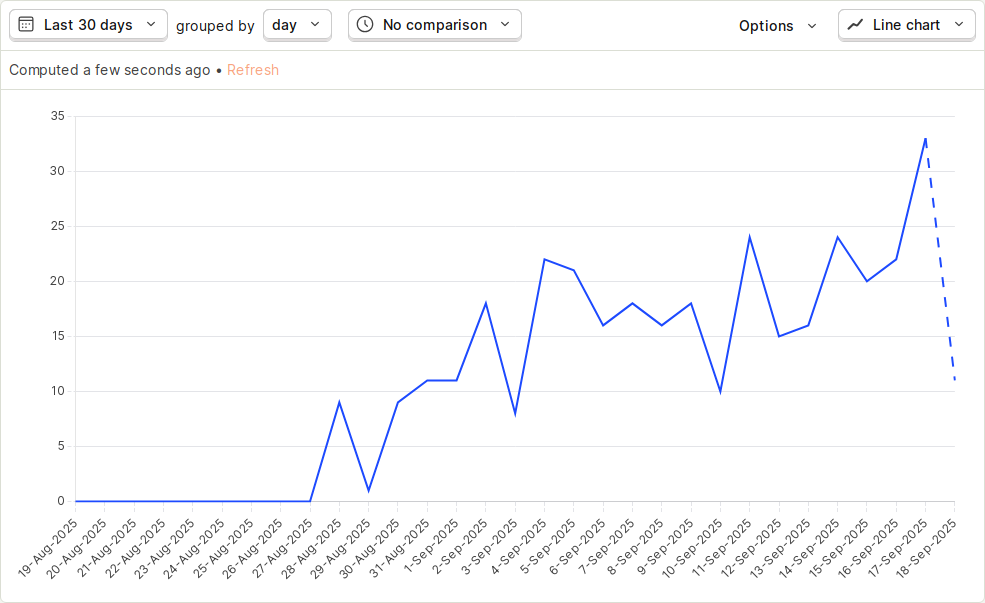 Last 30 days grouped by day No comparison Options Line chart
Computed a few seconds ago • Refresh
35
30
25
20
15
10
5
0
19-Aug-2025
20-Aug-2025
21-Aug-2025
22-Aug-2025
23-Aug-2025
24-Aug-2025
25-Aug-2025
26-Aug-2025
27-Aug-2025
28-Aug-2025
29-Aug-2025
30-Aug-2025
31-Aug-2025
1-Sep-2025
2-Sep-2025
3-Sep-2025
4-Sep-2025
5-Sep-2025
6-Sep-2025
7-Sep-2025
8-Sep-2025
9-Sep-2025
10-Sep-2025
11-Sep-2025
12-Sep-2025
13-Sep-2025
14-Sep-2025
15-Sep-2025
16-Sep-2025
17-Sep-2025
18-Sep-2025